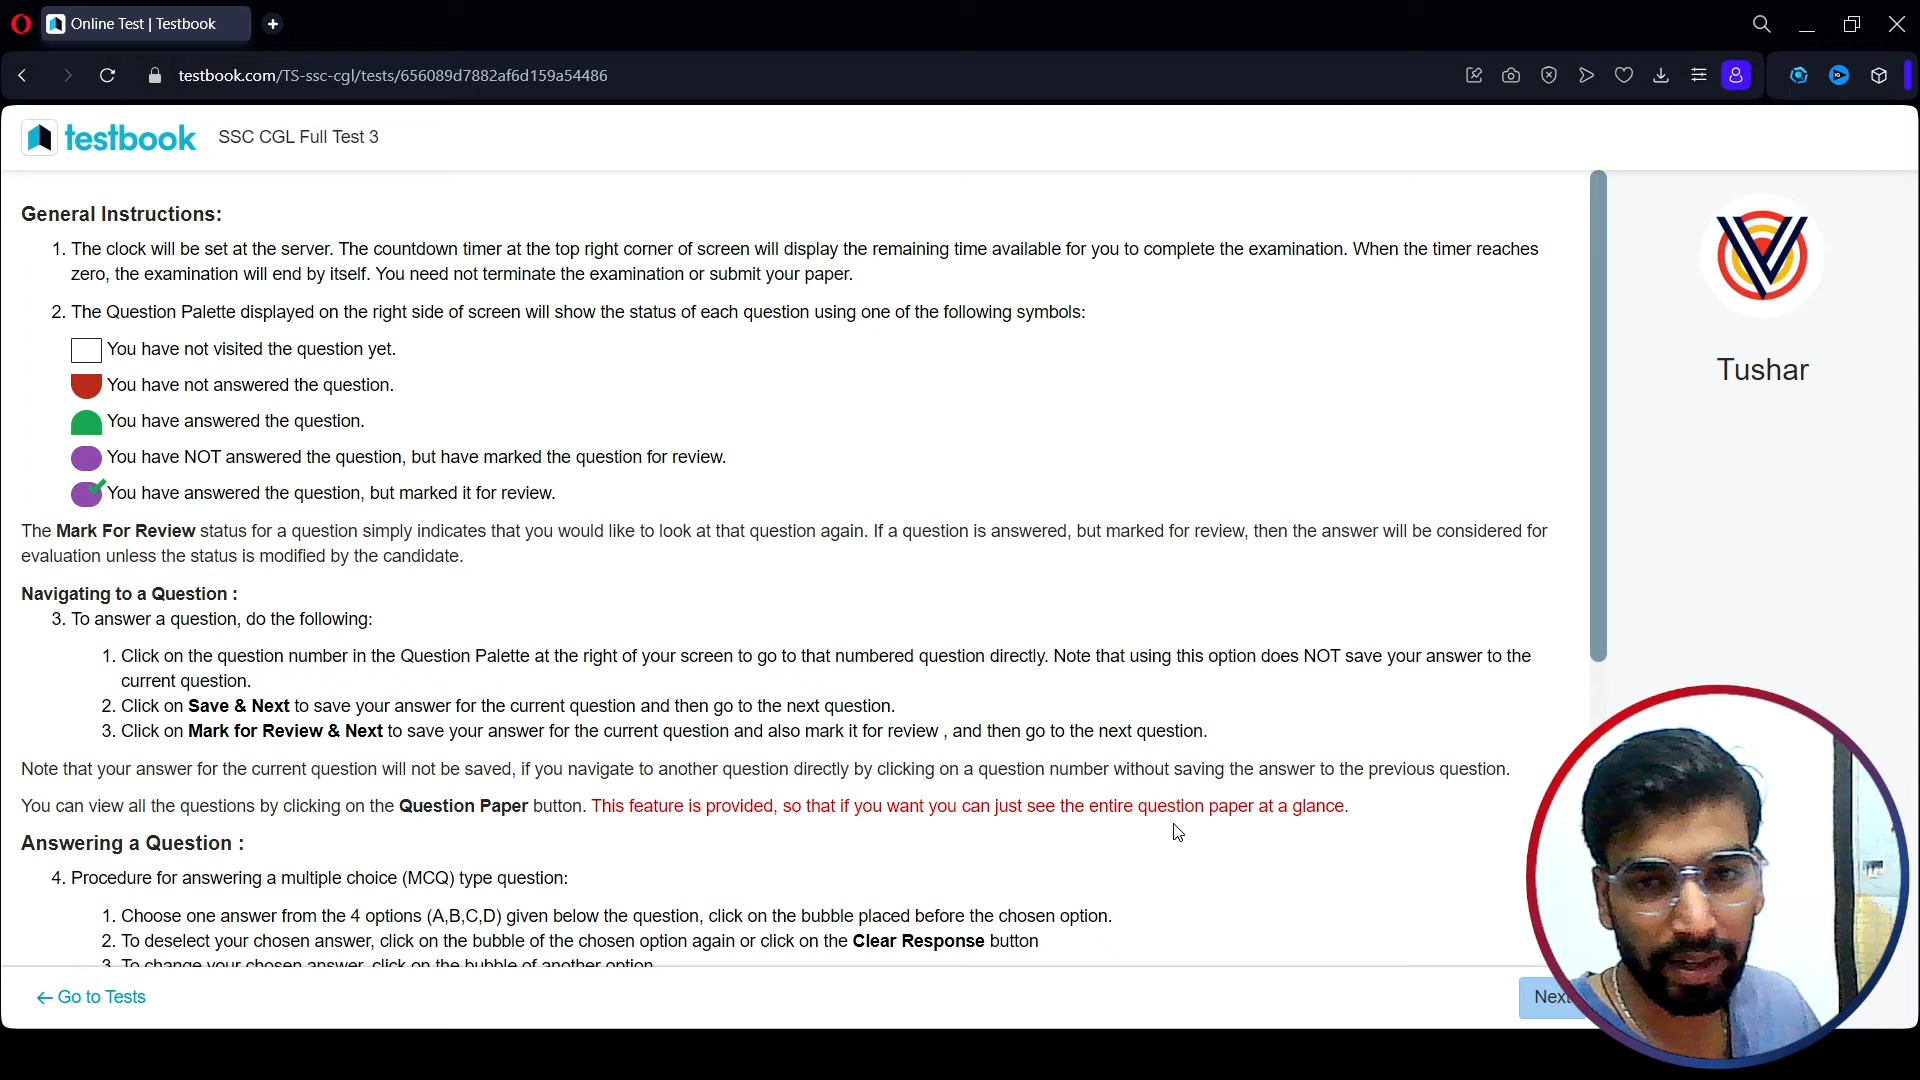 Online Test | Testbook
testbook.com/TS-ssc-cgl/tests/656089d7882af6d159a54486
testbook SSC CGL Full Test 3
General Instructions:
1. The clock will be set at the server. The countdown timer at the top right corner of screen will display the remaining time available for you to complete the examination. When the timer reaches
zero, the examination will end by itself. You need not terminate the examination or submit your paper.
2. The Question Palette displayed on the right side of screen will show the status of each question using one of the following symbols:
You have not visited the question yet.
You have not answered the question.
You have answered the question.
You have NOT answered the question, but have marked the question for review.
You have answered the question, but marked it for review.
The Mark For Review status for a question simply indicates that you would like to look at that question again. If a question is answered, but marked for review, then the answer will be considered for
evaluation unless the status is modified by the candidate.
Navigating to a Question :
3. To answer a question, do the following:
1. Click on the question number in the Question Palette at the right of your screen to go to that numbered question directly. Note that using this option does NOT save your answer to the
current question.
2. Click on Save & Next to save your answer for the current question and then go to the next question.
3. Click on Mark for Review & Next to save your answer for the current question and also mark it for review , and then go to the next question.
Note that your answer for the current question will not be saved, if you navigate to another question directly by clicking on a question number without saving the answer to the previous question.
You can view all the questions by clicking on the Question Paper button. This feature is provided, so that if you want you can just see the entire question paper at a glance.
Answering a Question :
4. Procedure for answering a multiple choice (MCQ) type question:
1. Choose one answer from the 4 options (A,B,C,D) given below the question, click on the bubble placed before the chosen option.
2. To deselect your chosen answer, click on the bubble of the chosen option again or click on the Clear Response button
3. To change your chosen answer, click on the bubble of another option
Tushar
← Go to Tests
Next